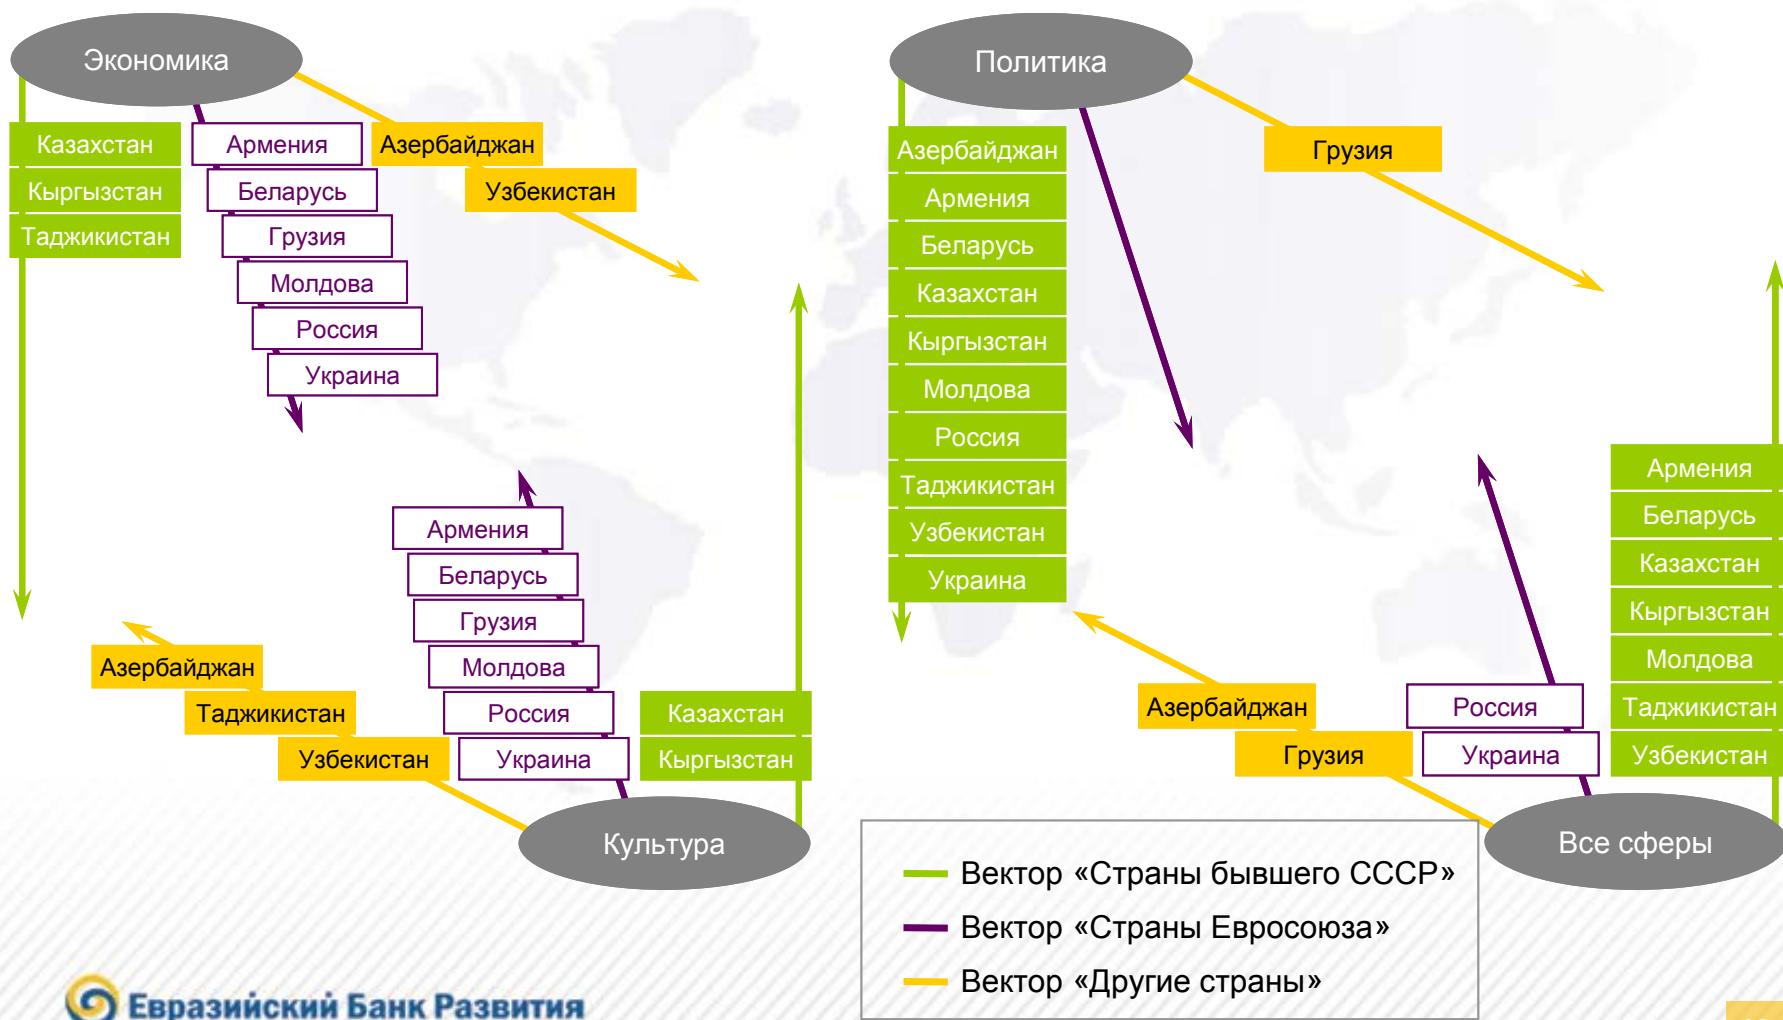 Экономика
Казахстан
Кыргызстан
Таджикистан
Армения
Беларусь
Грузия
Молдова
Россия
Украина
Азербайджан
Узбекистан
Политика
Азербайджан
Армения
Беларусь
Казахстан
Кыргызстан
Молдова
Россия
Таджикистан
Узбекистан
Украина
Грузия
Азербайджан
Таджикистан
Узбекистан
Армения
Беларусь
Грузия
Молдова
Россия
Украина
Казахстан
Кыргызстан
Культура
Азербайджан
Грузия
Россия
Украина
Армения
Беларусь
Казахстан
Кыргызстан
Молдова
Таджикистан
Узбекистан
Все сферы
Вектор «Страны бывшего СССР»
Вектор «Страны Евросоюза»
Вектор «Другие страны»
Евразийский Банк Развития